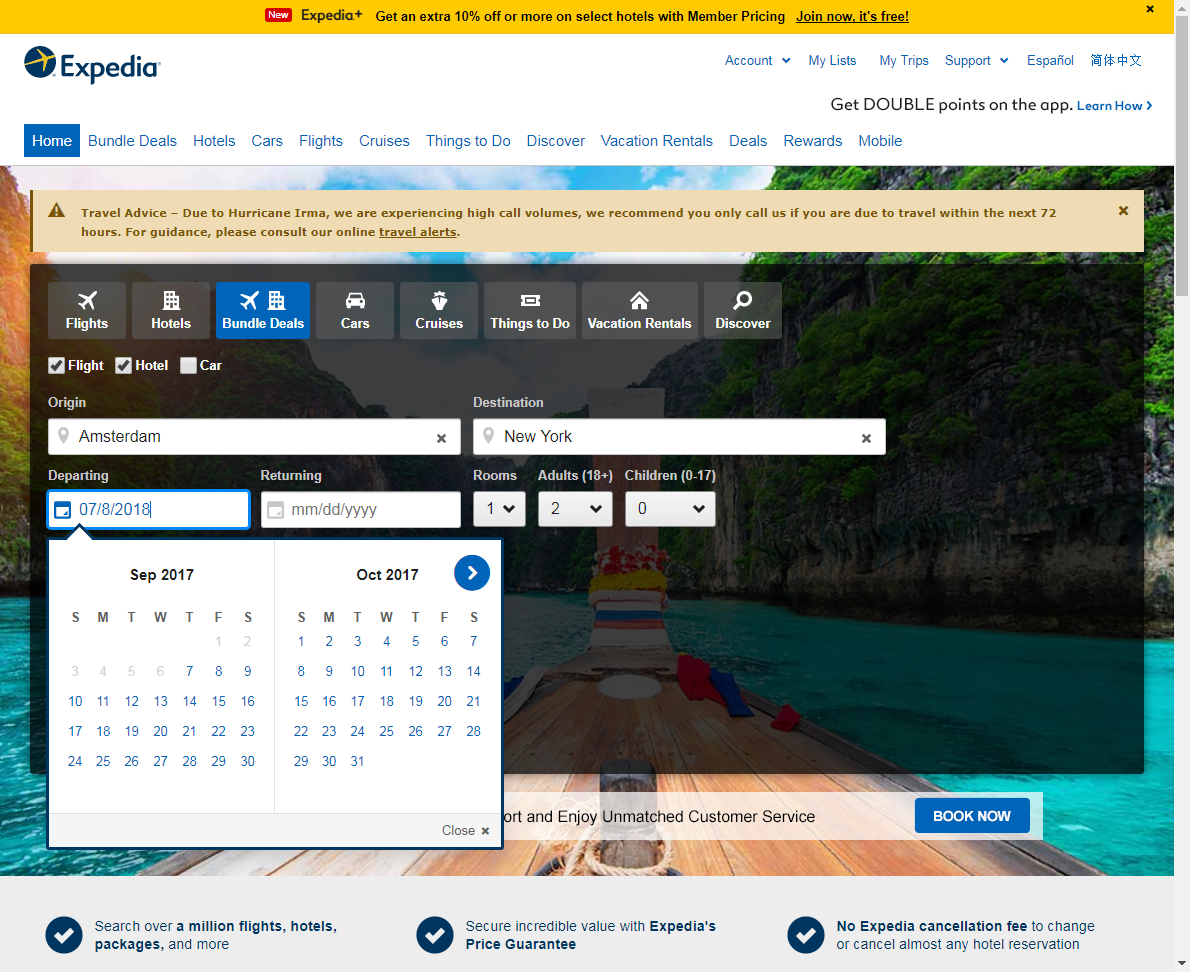 New Expedia+ Get an extra 10% off or more on select hotels with Member Pricing Join now, it's free!
Expedia
Account My Lists My Trips Support Español 简体中文
Get DOUBLE points on the app. Learn How
Home Bundle Deals Hotels Cars Flights Cruises Things to Do Discover Vacation Rentals Deals Rewards Mobile
Travel Advice – Due to Hurricane Irma, we are experiencing high call volumes, we recommend you only call us if you are due to travel within the next 72
hours. For guidance, please consult our online travel alerts.
Flights Hotels Bundle Deals Cars Cruises Things to Do Vacation Rentals Discover
Flight Hotel Car
Origin Destination
Amsterdam New York
Departing Returning Rooms Adults (18+) Children (0-17)
07/8/2018 mm/dd/yyyy 1 2 0
Sep 2017 Oct 2017
S M T W T F S S M T W T F S
1 2 1 2 3 4 5 6 7
3 4 5 6 7 8 9 8 9 10 11 12 13 14
10 11 12 13 14 15 16 15 16 17 18 19 20 21
17 18 19 20 21 22 23 22 23 24 25 26 27 28
24 25 26 27 28 29 30 29 30 31
ort and Enjoy Unmatched Customer Service BOOK NOW
Close
Search over a million flights, hotels,
packages, and more
Secure incredible value with Expedia's
Price Guarantee
No Expedia cancellation fee to change
or cancel almost any hotel reservation